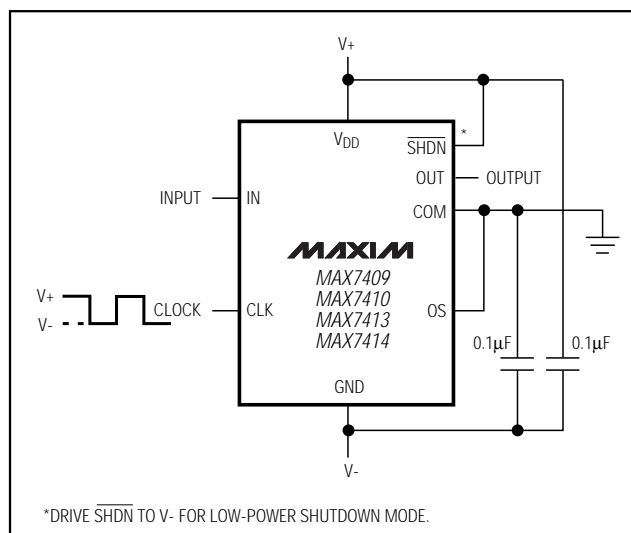 V+
VDD
SHDN
*
OUT
OUTPUT
INPUT
IN
COM
MAXIM
MAX7409
MAX7410
MAX7413
MAX7414
V+
V-
CLOCK
CLK
OS
0.1µF
0.1µF
GND
V-
*DRIVE SHDN TO V- FOR LOW-POWER SHUTDOWN MODE.